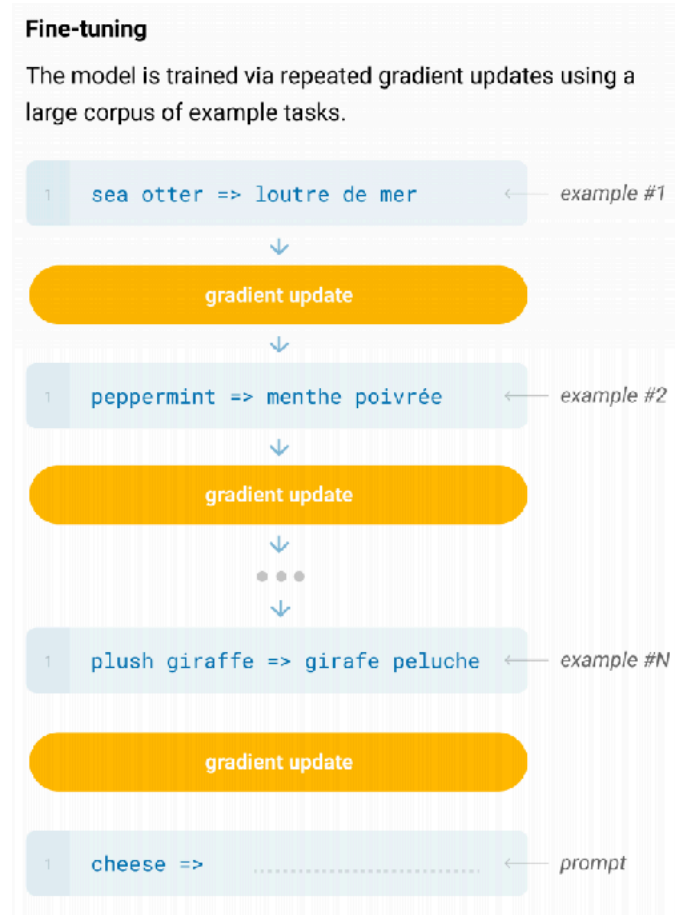 Fine-tuning
The model is trained via repeated gradient updates using a
large corpus of example tasks.
1 sea otter => loutre de mer example #1
gradient update
1 peppermint => menthe poivrée example #2
gradient update
1 plush giraffe => girafe peluche example #N
gradient update
1 cheese => ........................... prompt